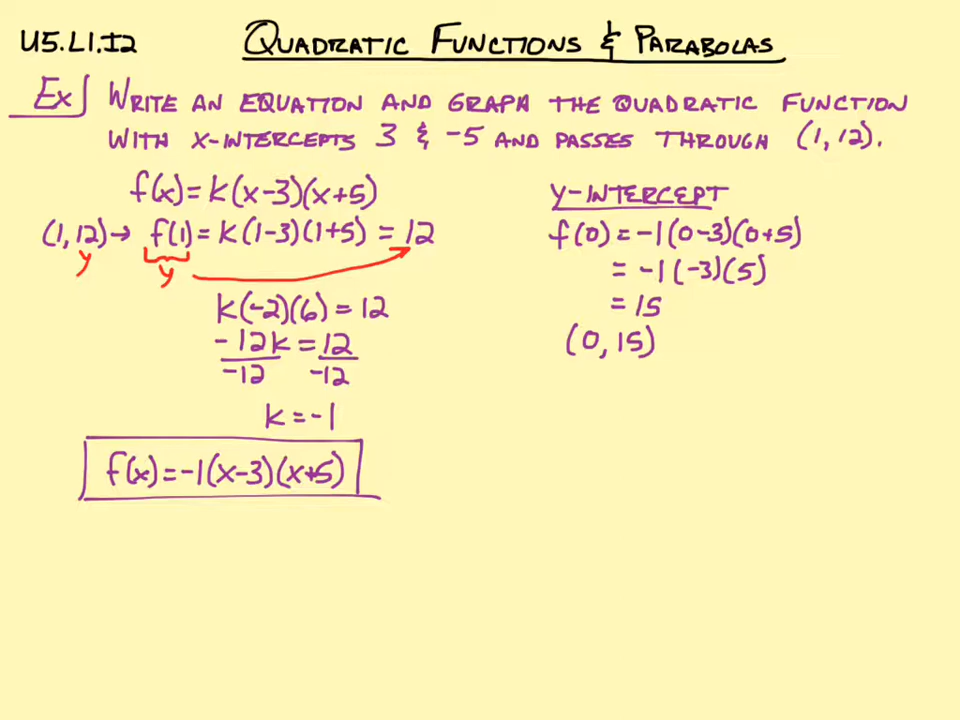 U5.L1.I2
QUADRATIC FUNCTIONS & PARABOLAS
Ex WRITE AN EQUATION AND GRAPH THE QUADRATIC FUNCTION
WITH X-INTERCEPTS 3 & -5 AND PASSES THROUGH (1, 12).
f(x) = k(x-3)(x+5)
(1, 12) → f(1) = k(1-3)(1+5) = 12
y y
k(-2)(6) = 12
-12k = 12
-12 -12
k = -1
f(x) = -1(x-3)(x+5)
Y-INTERCEPT
f(0) = -1(0-3)(0+5)
= -1(-3)(5)
= 15
(0, 15)